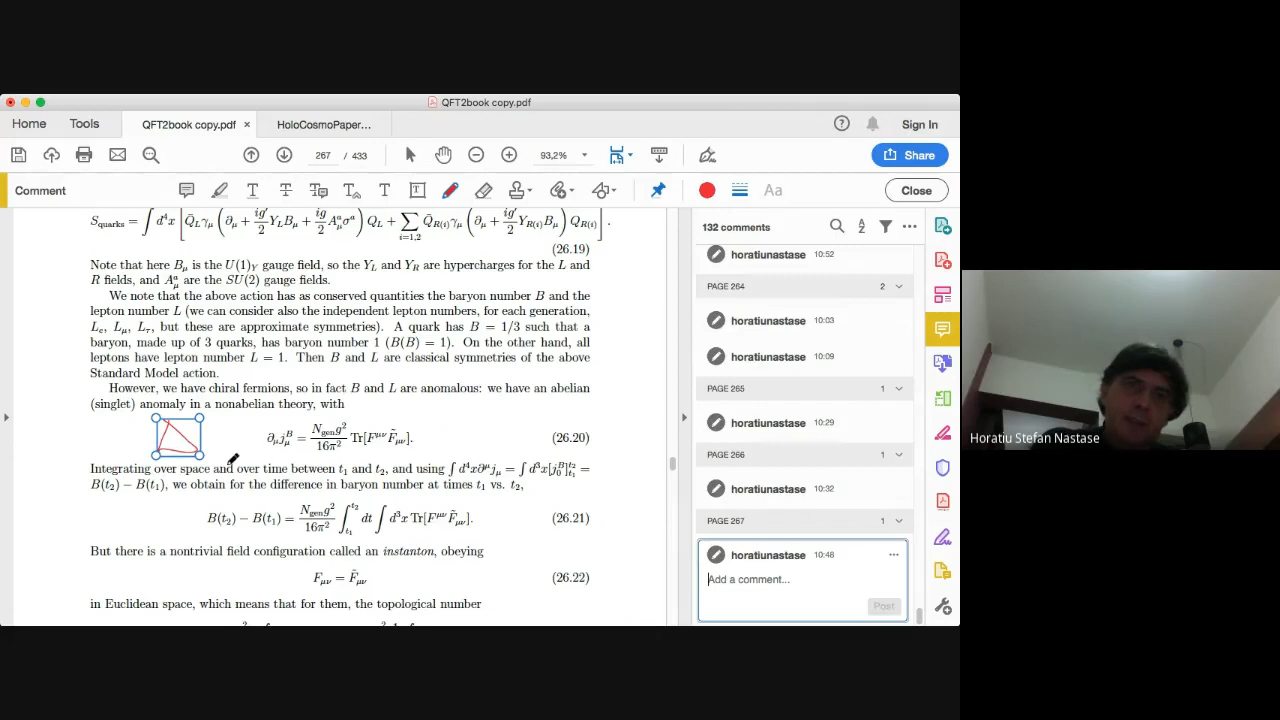 QFT2book copy.pdf
Home Tools QFT2book copy.pdf × HoloCosmoPaper... Sign In
267 / 433 93,2% Share
Comment Aa Close
S_quarks = ∫ d⁴x [ Q̄_L γ_μ ( ∂_μ + ig′/2 Y_L B_μ + ig/2 A^a_μ σ^a ) Q_L + ∑_{i=1,2} Q̄_{R(i)} γ_μ ( ∂_μ + ig′/2 Y_{R(i)} B_μ ) Q_{R(i)} ] .
(26.19)
Note that here B_μ is the U(1)_Y gauge field, so the Y_L and Y_R are hypercharges for the L and
R fields, and A^a_μ are the SU(2) gauge fields.
We note that the above action has as conserved quantities the baryon number B and the
lepton number L (we can consider also the independent lepton numbers, for each generation,
L_e, L_μ, L_τ, but these are approximate symmetries). A quark has B = 1/3 such that a
baryon, made up of 3 quarks, has baryon number 1 (B(B) = 1). On the other hand, all
leptons have lepton number L = 1. Then B and L are classical symmetries of the above
Standard Model action.
However, we have chiral fermions, so in fact B and L are anomalous: we have an abelian
(singlet) anomaly in a nonabelian theory, with
∂_μ j^B_μ = N_gen g²/16π² Tr[F^{μν} F̃_{μν}]. (26.20)
Integrating over space and over time between t₁ and t₂, and using ∫ d⁴x ∂^μ j_μ = ∫ d³x [j^B_0]^{t₂}_{t₁} =
B(t₂) − B(t₁), we obtain for the difference in baryon number at times t₁ vs. t₂,
B(t₂) − B(t₁) = N_gen g²/16π² ∫^{t₂}_{t₁} dt ∫ d³x Tr[F^{μν} F̃_{μν}]. (26.21)
But there is a nontrivial field configuration called an instanton, obeying
F_{μν} = F̃_{μν} (26.22)
in Euclidean space, which means that for them, the topological number
132 comments
horatiunastase 10:52
PAGE 264 2
horatiunastase 10:03
horatiunastase 10:09
PAGE 265 1
horatiunastase 10:29
PAGE 266 1
horatiunastase 10:32
PAGE 267 1
horatiunastase 10:48
Add a comment...
Post
Horatiu Stefan Nastase